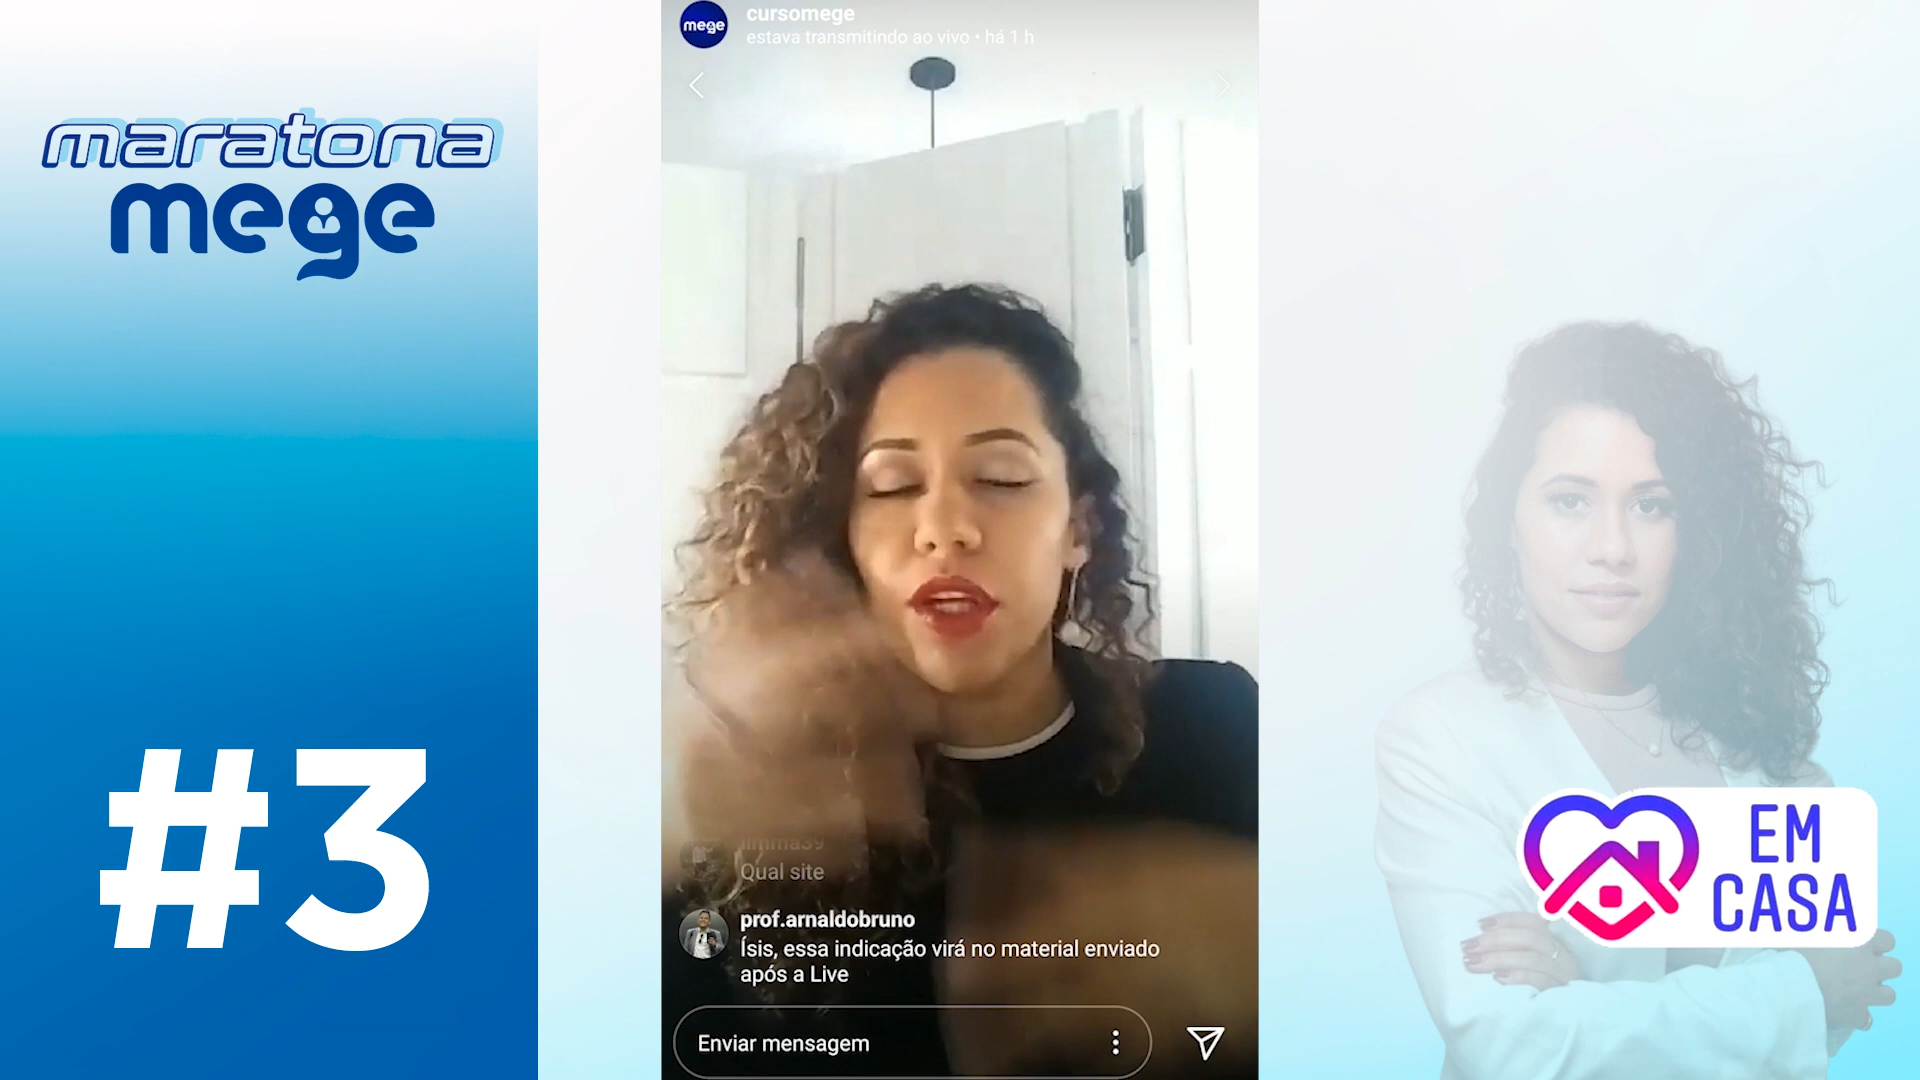 maratona
mege
#3
mege
cursomege
estava transmitindo ao vivo • há 1 h
limma39
Qual site
prof.arnaldobruno
Ísis, essa indicação virá no material enviado
após a Live
Enviar mensagem
EM
CASA